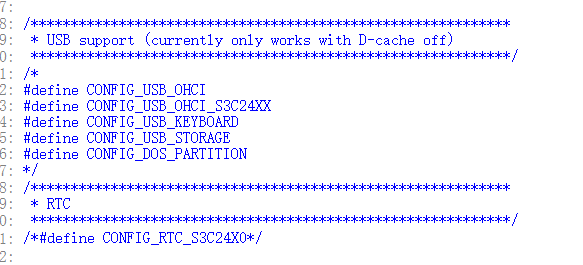 7:
8: /************************************************************
9:  * USB support (currently only works with D-cache off)
0:  ************************************************************/
1: /*
2: #define CONFIG_USB_OHCI
3: #define CONFIG_USB_OHCI_S3C24XX
4: #define CONFIG_USB_KEYBOARD
5: #define CONFIG_USB_STORAGE
6: #define CONFIG_DOS_PARTITION
7: */
8: /************************************************************
9:  * RTC
0:  ************************************************************/
1: /*#define CONFIG_RTC_S3C24X0*/
2: